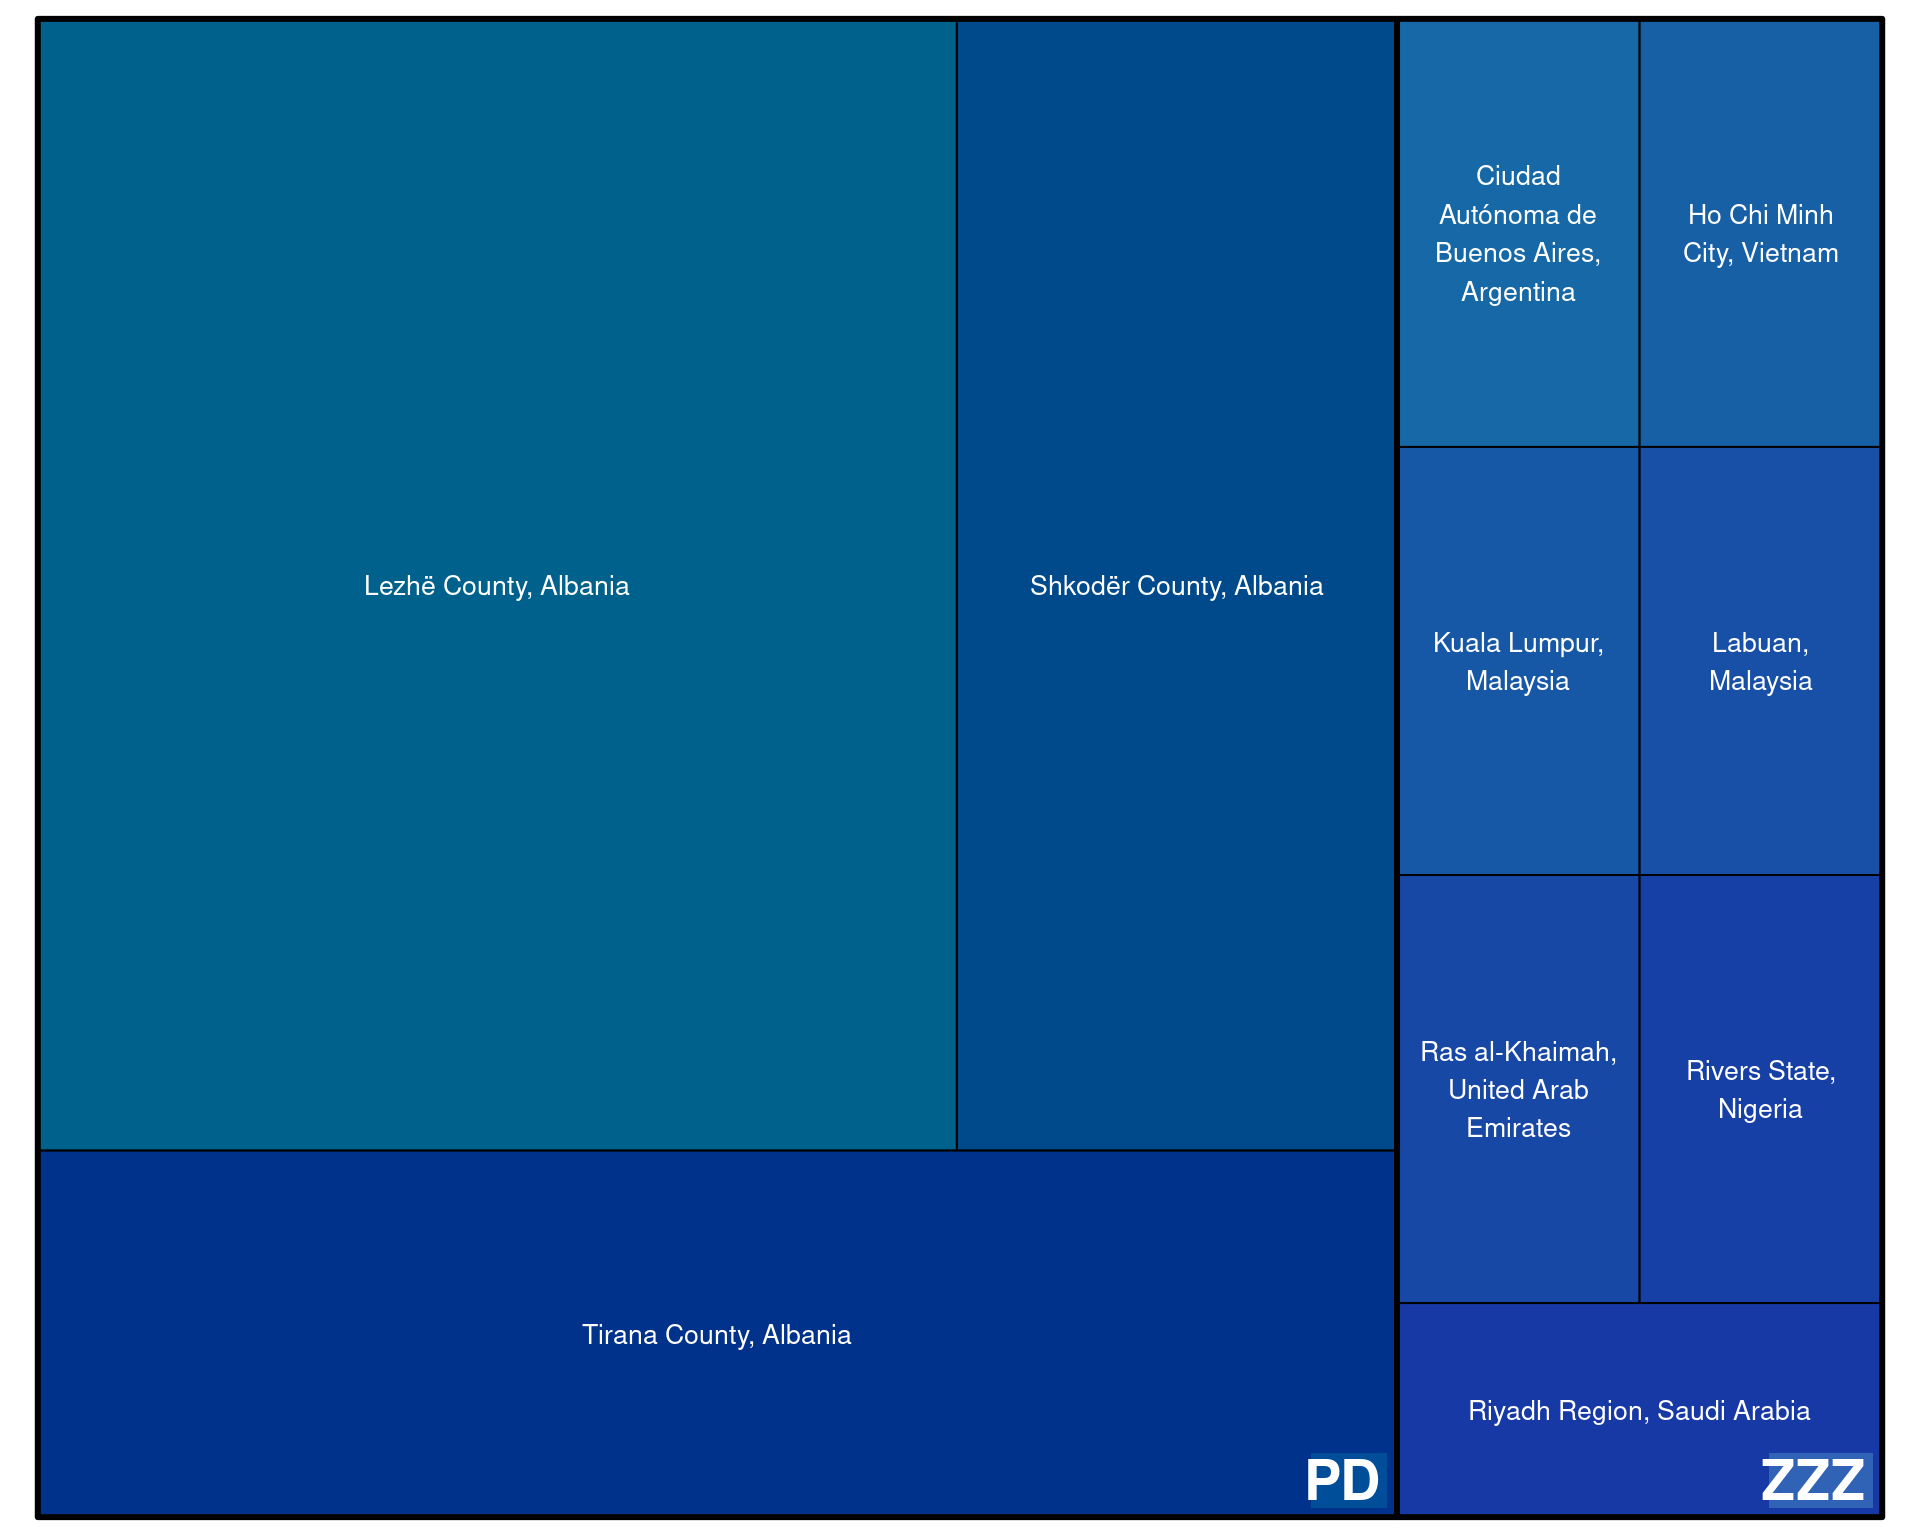 Lezhë County, Albania
Shkodër County, Albania
Tirana County, Albania
PD
Ciudad
Autónoma de
Buenos Aires,
Argentina
Ho Chi Minh
City, Vietnam
Kuala Lumpur,
Malaysia
Labuan,
Malaysia
Ras al-Khaimah,
United Arab
Emirates
Rivers State,
Nigeria
Riyadh Region, Saudi Arabia
ZZZ